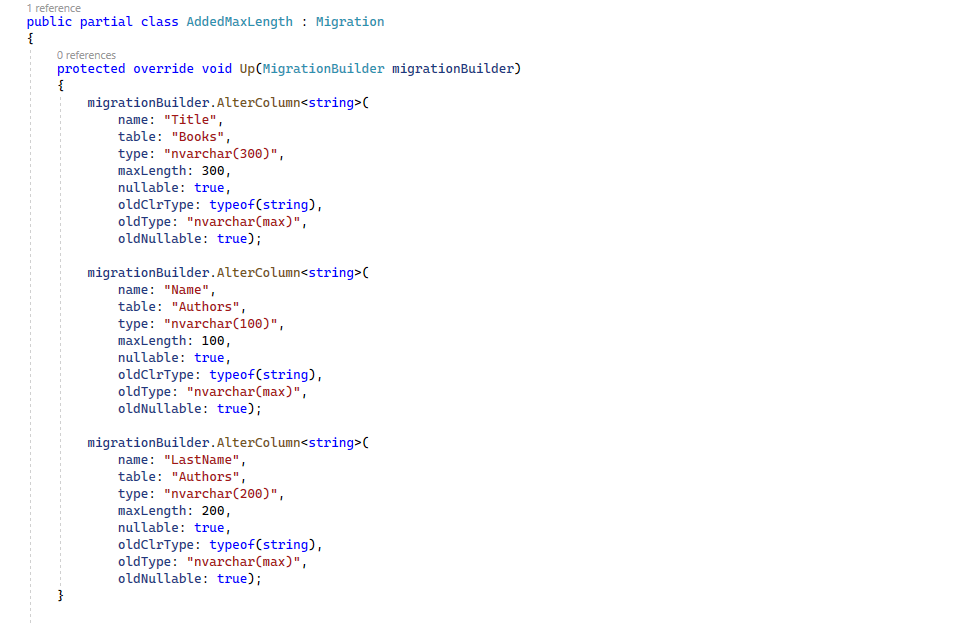 1 reference
public partial class AddedMaxLength : Migration
{
0 references
protected override void Up(MigrationBuilder migrationBuilder)
{
migrationBuilder.AlterColumn<string>(
name: "Title",
table: "Books",
type: "nvarchar(300)",
maxLength: 300,
nullable: true,
oldClrType: typeof(string),
oldType: "nvarchar(max)",
oldNullable: true);
migrationBuilder.AlterColumn<string>(
name: "Name",
table: "Authors",
type: "nvarchar(100)",
maxLength: 100,
nullable: true,
oldClrType: typeof(string),
oldType: "nvarchar(max)",
oldNullable: true);
migrationBuilder.AlterColumn<string>(
name: "LastName",
table: "Authors",
type: "nvarchar(200)",
maxLength: 200,
nullable: true,
oldClrType: typeof(string),
oldType: "nvarchar(max)",
oldNullable: true);
}